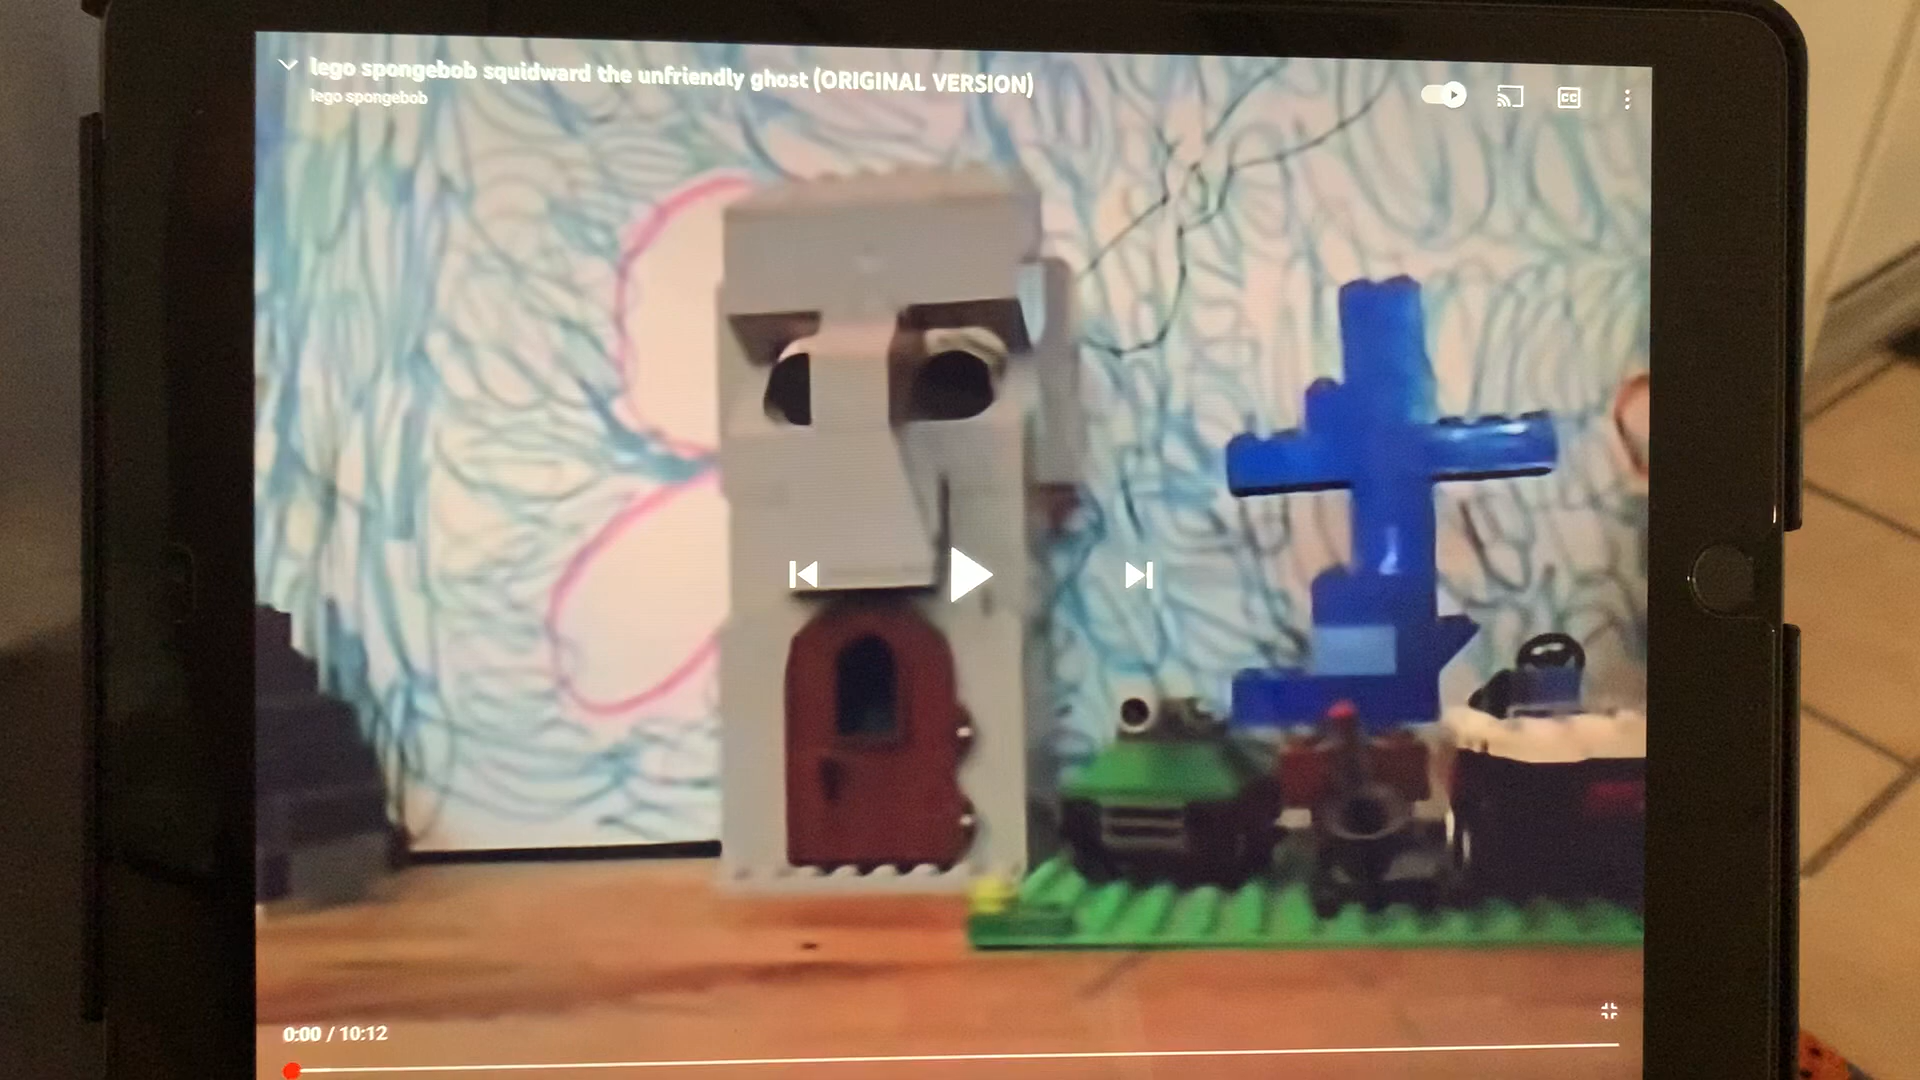 lego spongebob squidward the unfriendly ghost (ORIGINAL VERSION)
lego spongebob
CC
0:00 / 10:12